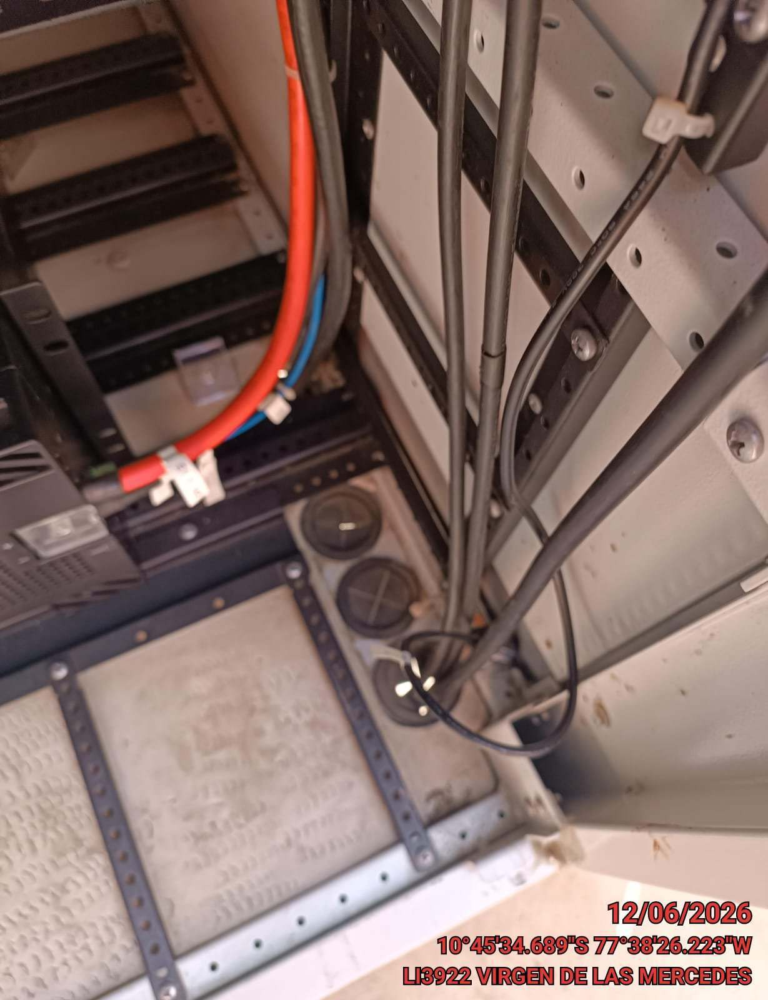 12/06/2026
10°45'34.689"S 77°38'26.223"W
LI3922 VIRGEN DE LAS MERCEDES